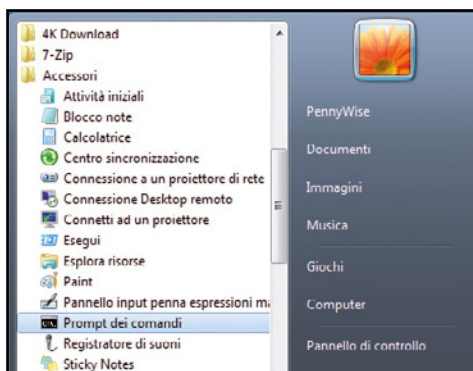 4K Download
7-Zip
Accessori
Attività iniziali
Blocco note
Calcolatrice
Centro sincronizzazione
Connessione a un proiettore di rete
Connessione Desktop remoto
Connetti ad un proiettore
Esegui
Esplora risorse
Paint
Pannello input penna espressioni ma
Prompt dei comandi
Registratore di suoni
Sticky Notes
PennyWise
Documenti
Immagini
Musica
Giochi
Computer
Pannello di controllo